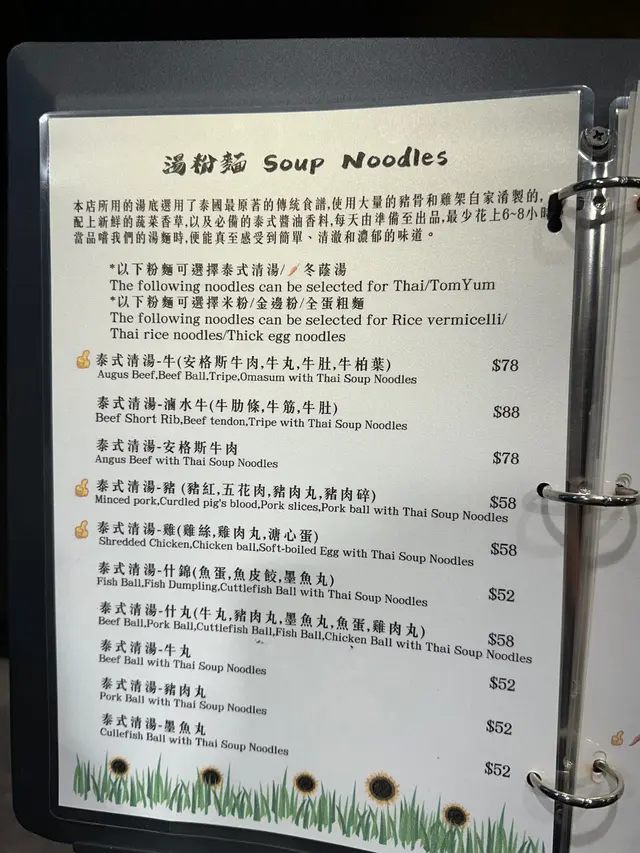 湯粉麵 Soup Noodles
本店所用的湯底選用了泰國最原著的傳統食譜,使用大量的豬骨和雞架自家淆製的,
配上新鮮的蔬菜香草,以及必備的泰式醬油香料,每天由準備至出品,最少花上6~8小時
當品嚐我們的湯麵時,便能真至感受到簡單、清澈和濃郁的味道。
*以下粉麵可選擇泰式清湯/冬蔭湯
The following noodles can be selected for Thai/TomYum
*以下粉麵可選擇米粉/金邊粉/全蛋粗麵
The following noodles can be selected for Rice vermicelli/
Thai rice noodles/Thick egg noodles
泰式清湯-牛(安格斯牛肉,牛丸,牛肚,牛柏葉) $78
Augus Beef,Beef Ball,Tripe,Omasum with Thai Soup Noodles
泰式清湯-滷水牛(牛肋條,牛筋,牛肚) $88
Beef Short Rib,Beef tendon,Tripe with Thai Soup Noodles
泰式清湯-安格斯牛肉 $78
Angus Beef with Thai Soup Noodles
泰式清湯-豬(豬紅,五花肉,豬肉丸,豬肉碎) $58
Minced pork,Curdled pig's blood,Pork slices,Pork ball with Thai Soup Noodles
泰式清湯-雞(雞絲,雞肉丸,溏心蛋) $58
Shredded Chicken,Chicken ball,Soft-boiled Egg with Thai Soup Noodles
泰式清湯-什錦(魚蛋,魚皮餃,墨魚丸) $52
Fish Ball,Fish Dumpling,Cuttlefish Ball with Thai Soup Noodles
泰式清湯-什丸(牛丸,豬肉丸,墨魚丸,魚蛋,雞肉丸) $58
Beef Ball,Pork Ball,Cuttlefish Ball,Fish Ball,Chicken Ball with Thai Soup Noodles
泰式清湯-牛丸 $52
Beef Ball with Thai Soup Noodles
泰式清湯-豬肉丸 $52
Pork Ball with Thai Soup Noodles
泰式清湯-墨魚丸 $52
Cullefish Ball with Thai Soup Noodles